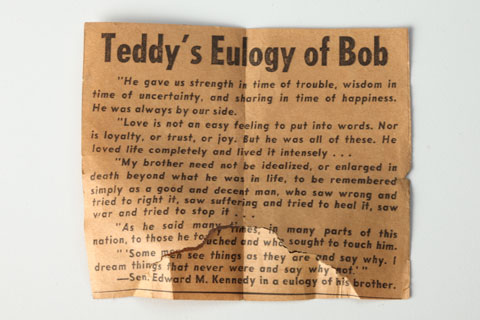 Teddy's Eulogy of Bob
"He gave us strength in time of trouble, wisdom in
time of uncertainty, and sharing in time of happiness.
He was always by our side.
"Love is not an easy feeling to put into words. Nor
is loyalty, or trust, or joy. But he was all of these. He
loved life completely and lived it intensely . . .
"My brother need not be idealized, or enlarged in
death beyond what he was in life, to be remembered
simply as a good and decent man, who saw wrong and
tried to right it, saw suffering and tried to heal it, saw
war and tried to stop it . . .
"As he said many times, in many parts of this
nation, to those he touched and who sought to touch him.
"'Some men see things as they are and say why. I
dream things that never were and say why not.'"
—Sen. Edward M. Kennedy in a eulogy of his brother.